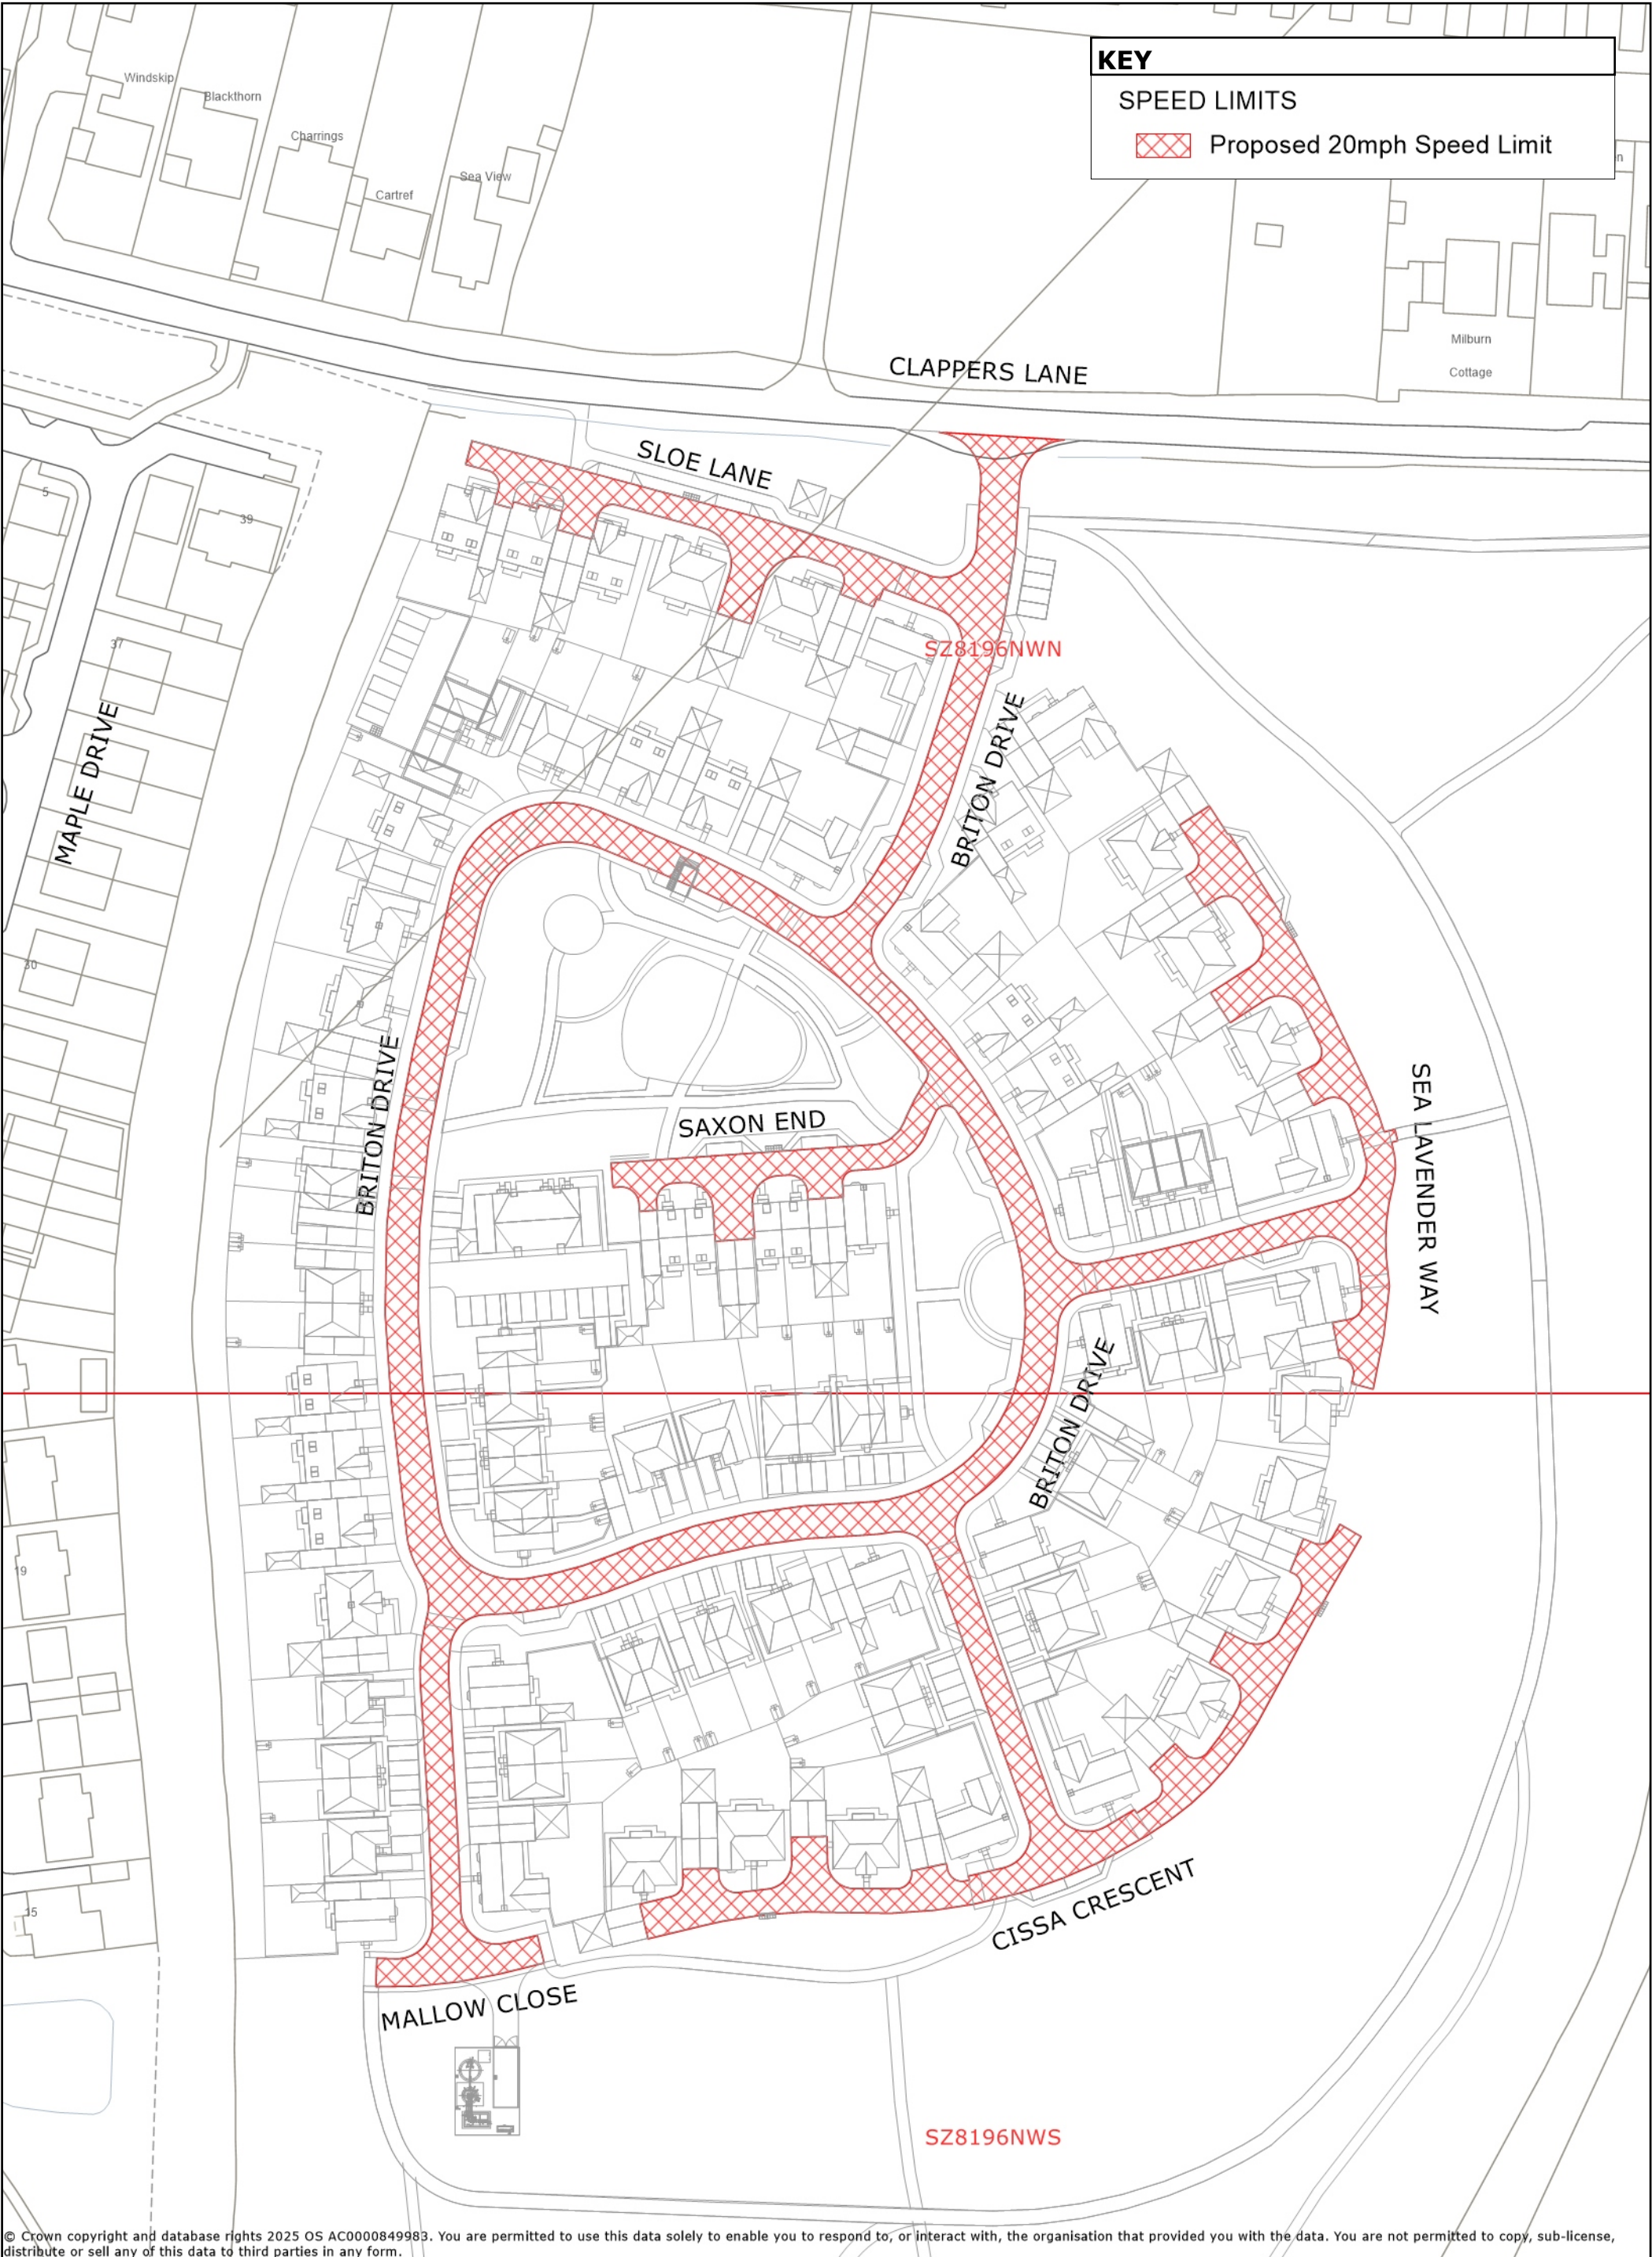 KEY
SPEED LIMITS
Proposed 20mph Speed Limit
Windskip
Blackthorn
Charrings
Cartref
Sea View
Milburn
Cottage
CLAPPERS LANE
SLOE LANE
5
39
37
SZ8196NWN
BRITON DRIVE
MAPLE DRIVE
30
BRITON DRIVE
SAXON END
SEA LAVENDER WAY
BRITON DRIVE
19
15
CISSA CRESCENT
MALLOW CLOSE
SZ8196NWS
© Crown copyright and database rights 2025 OS AC0000849983. You are permitted to use this data solely to enable you to respond to, or interact with, the organisation that provided you with the data. You are not permitted to copy, sub-license,
distribute or sell any of this data to third parties in any form.